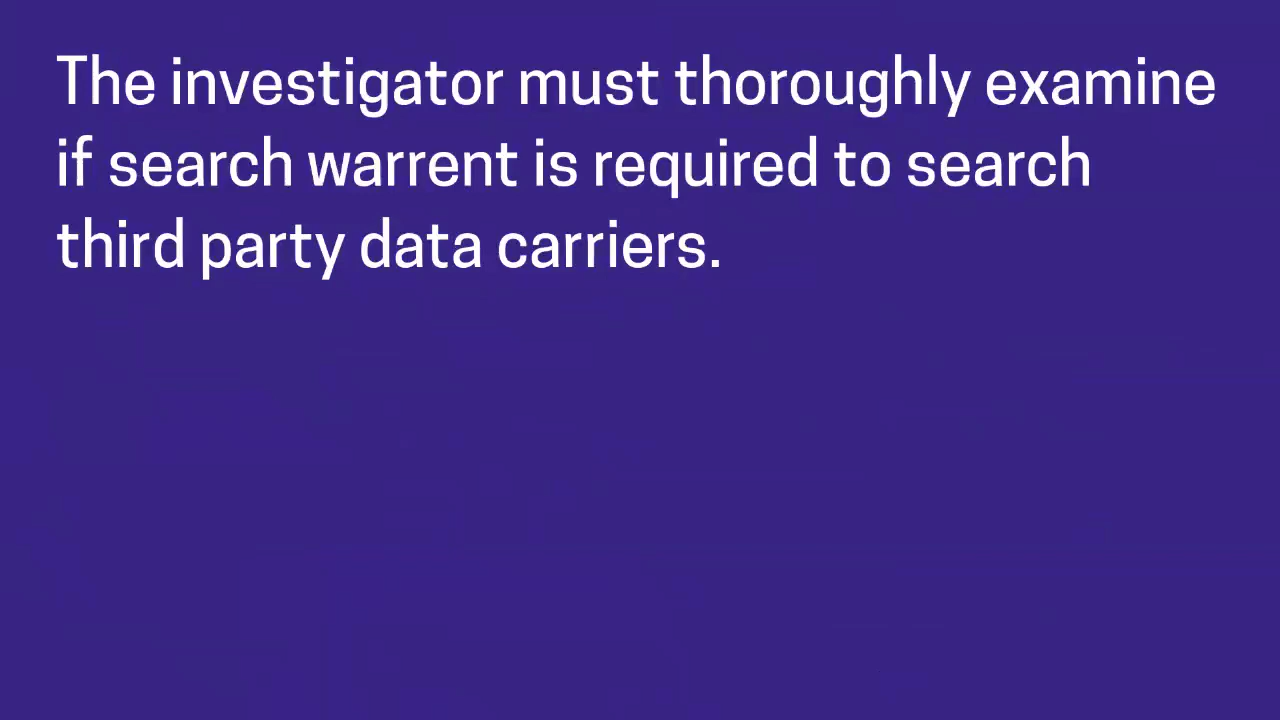 The investigator must thoroughly examine
if search warrent is required to search
third party data carriers.